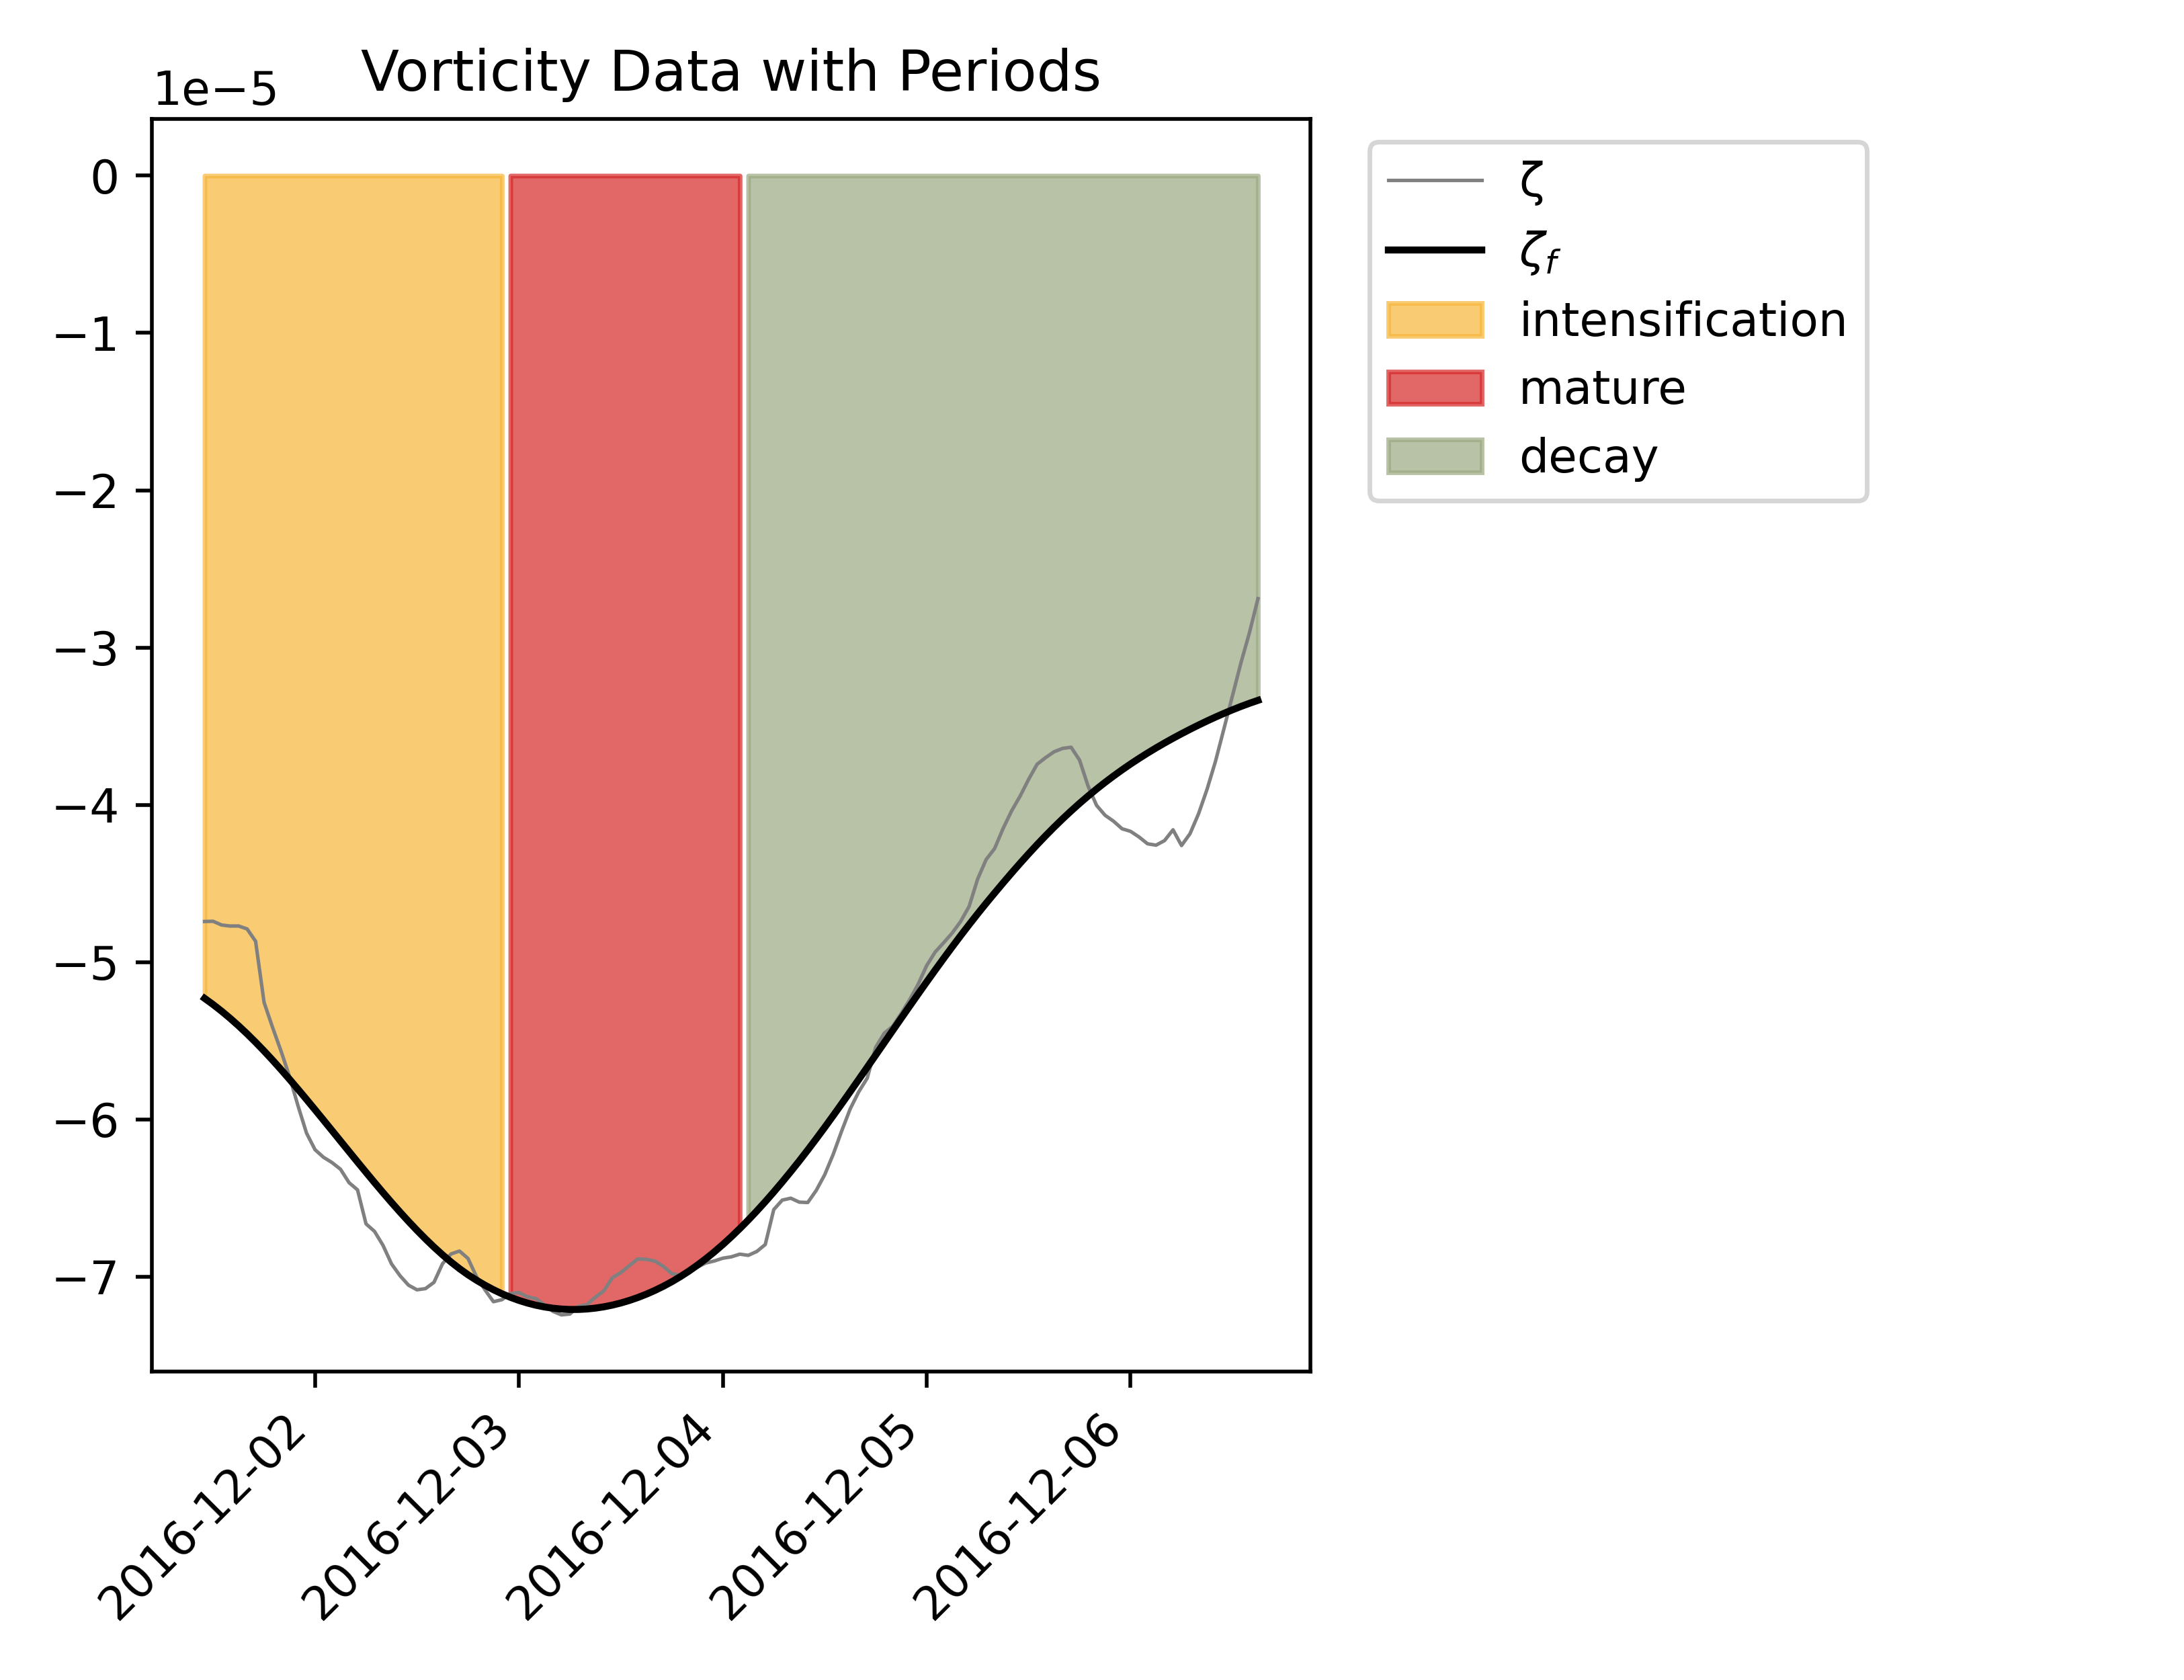 Vorticity Data with Periods
1e−5
0
−1
−2
−3
−4
−5
−6
−7
2016-12-02
2016-12-03
2016-12-04
2016-12-05
2016-12-06
ζ
ζf
intensification
mature
decay